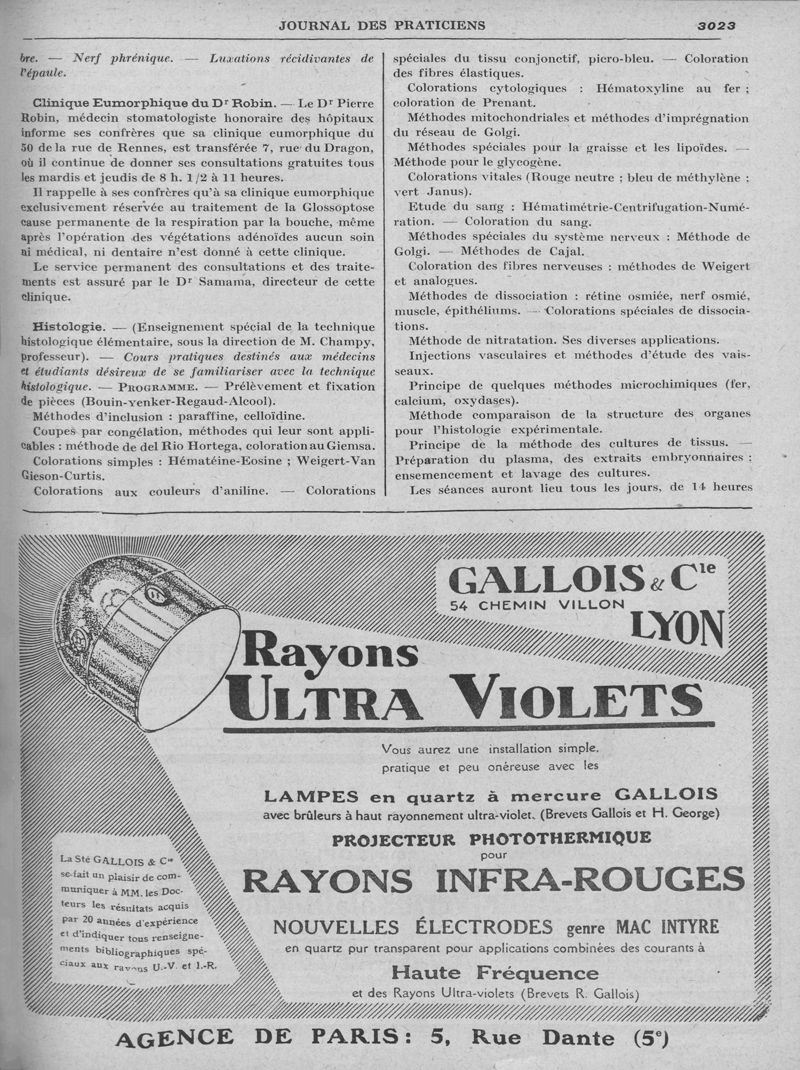 JOURNAL DES PRATICIENS
3023
bre. — Nerf phrénique. — Luxations récidivantes de
l'épaule.
Clinique Eumorphique du Dr Robin. — Le Dr Pierre
Robin, médecin stomatologiste honoraire des hôpitaux
informe ses confrères que sa clinique eumorphique du
50 de la rue de Rennes, est transférée 7, rue du Dragon,
où il continue de donner ses consultations gratuites tous
les mardis et jeudis de 8 h. 1/2 à 11 heures.
Il rappelle à ses confrères qu'à sa clinique eumorphique
exclusivement réservée au traitement de la Glossoptose
cause permanente de la respiration par la bouche, même
après l'opération des végétations adénoïdes aucun soin
ni médical, ni dentaire n'est donné à cette clinique.
Le service permanent des consultations et des traite-
ments est assuré par le Dr Samama, directeur de cette
clinique.
Histologie. — (Enseignement spécial de la technique
histologique élémentaire, sous la direction de M. Champy,
professeur). — Cours pratiques destinés aux médecins
et étudiants désireux de se familiariser avec la technique
histologique. — PROGRAMME. — Prélèvement et fixation
de pièces (Bouin-Yenker-Regaud-Alcool).
Méthodes d'inclusion : paraffine, celloïdine.
Coupes par congélation, méthodes qui leur sont appli-
cables : méthode de del Rio Hortega, coloration au Giemsa.
Colorations simples : Hématéine-Eosine ; Weigert-Van
Gieson-Curtis.
Colorations aux couleurs d'aniline. — Colorations
spéciales du tissu conjonctif, picro-bleu. — Coloration
des fibres élastiques.
Colorations cytologiques : Hématoxyline au fer ;
coloration de Prenant.
Méthodes mitochondriales et méthodes d'imprégnation
du réseau de Golgi.
Méthodes spéciales pour la graisse et les lipoïdes. —
Méthode pour le glycogène.
Colorations vitales (Rouge neutre ; bleu de méthylène ;
vert Janus).
Etude du sang : Hématimétrie-Centrifugation-Numé-
ration. — Coloration du sang.
Méthodes spéciales du système nerveux : Méthode de
Golgi. — Méthodes de Cajal.
Coloration des fibres nerveuses : méthodes de Weigert
et analogues.
Méthodes de dissociation : rétine osmiée, nerf osmié,
muscle, épithéliums. — Colorations spéciales de dissocia-
tions.
Méthode de nitratation. Ses diverses applications.
Injections vasculaires et méthodes d'étude des vais-
seaux.
Principe de quelques méthodes microchimiques (fer,
calcium, oxydases).
Méthode comparaison de la structure des organes
pour l'histologie expérimentale.
Principe de la méthode des cultures de tissus. —
Préparation du plasma, des extraits embryonnaires ;
ensemencement et lavage des cultures.
Les séances auront lieu tous les jours, de 14 heures
GALLOIS & Cie
54 CHEMIN VILLON
LYON
Rayons
ULTRA VIOLETS
Vous aurez une installation simple,
pratique et peu onéreuse avec les
LAMPES en quartz à mercure GALLOIS
avec brûleurs à haut rayonnement ultra-violet. (Brevets Gallois et H. George)
PROJECTEUR PHOTOTHERMIQUE
pour
RAYONS INFRA-ROUGES
NOUVELLES ÉLECTRODES genre MAC INTYRE
en quartz pur transparent pour applications combinées des courants à
Haute Fréquence
et des Rayons Ultra-violets (Brevets R. Gallois)
La Sté GALLOIS & Cie
se fait un plaisir de com-
muniquer à MM. les Doc-
teurs les résultats acquis
par 20 années d'expérience
et d'indiquer tous renseigne-
ments bibliographiques spé-
ciaux aux rayons U.-V. et I.-R.
AGENCE DE PARIS : 5, Rue Dante (5e)